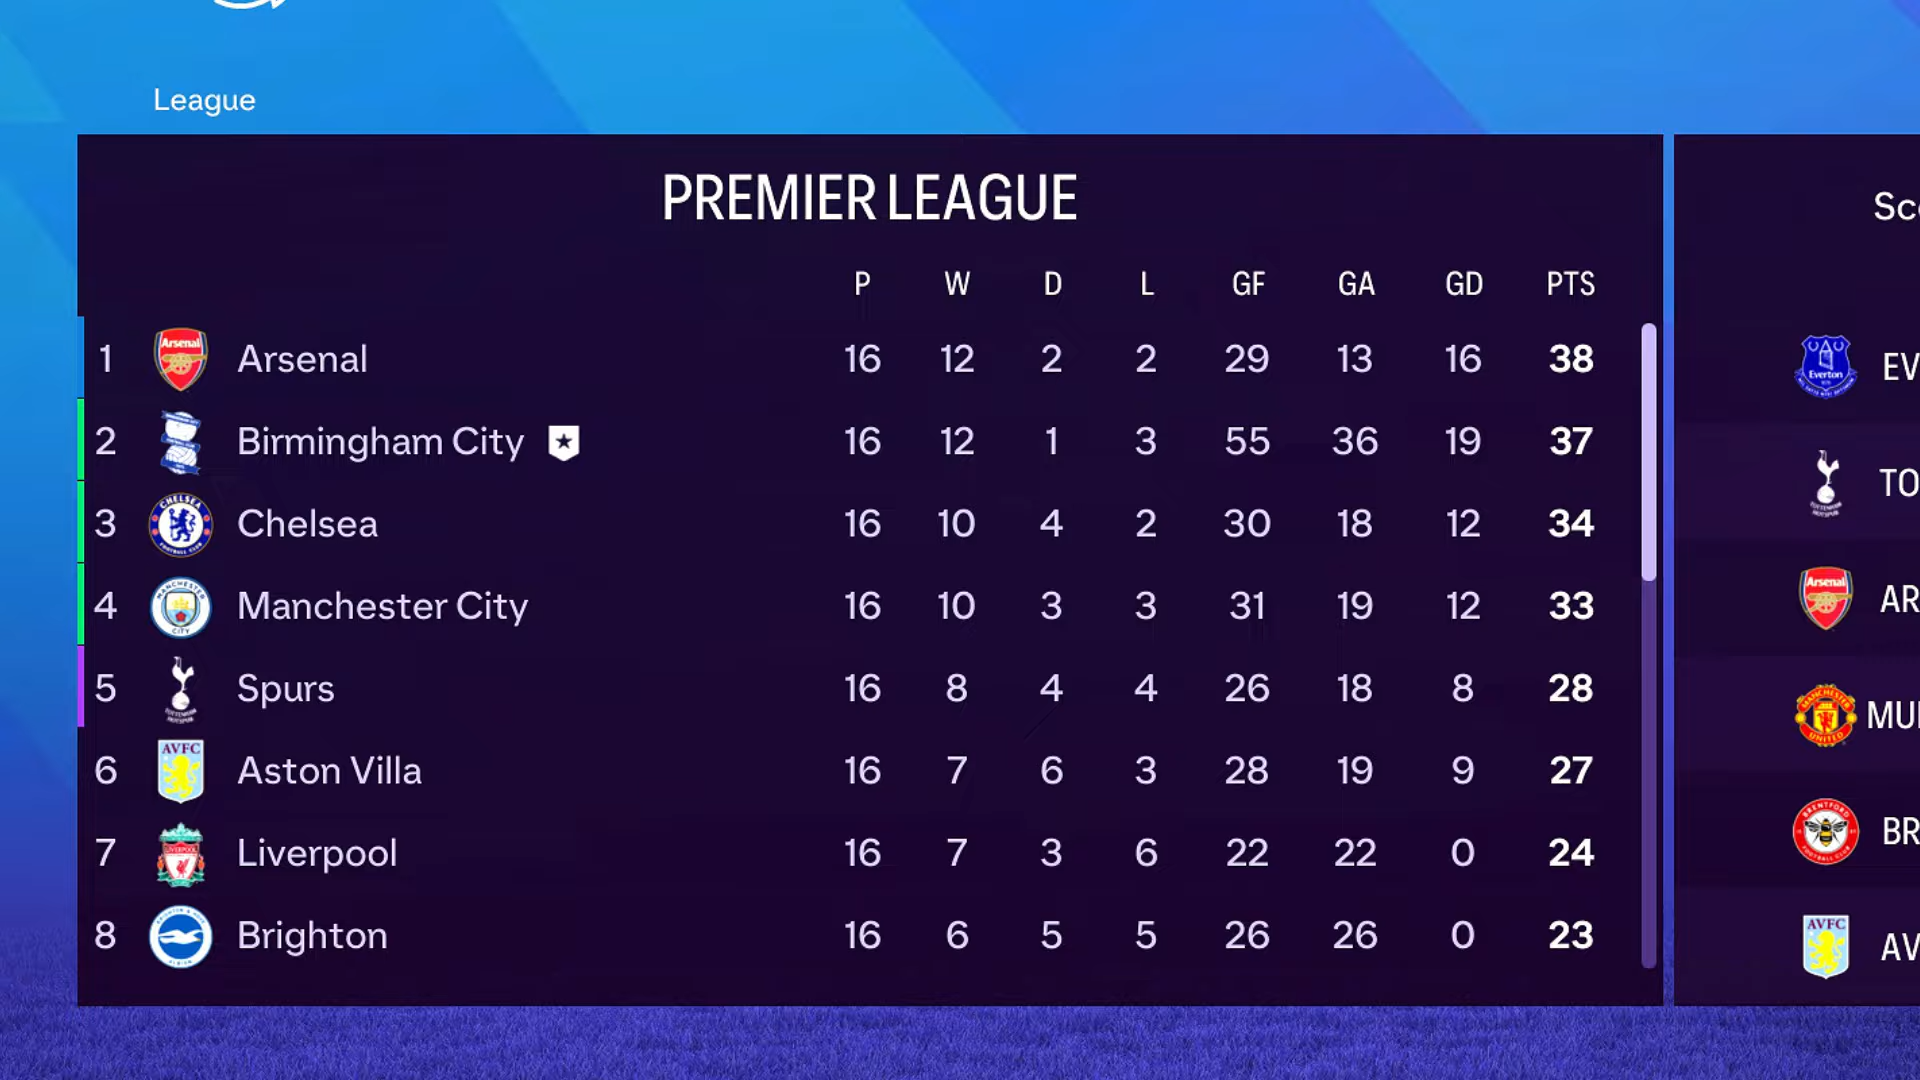 League
PREMIER LEAGUE
P W D L GF GA GD PTS
1 Arsenal 16 12 2 2 29 13 16 38
2 Birmingham City 16 12 1 3 55 36 19 37
3 Chelsea 16 10 4 2 30 18 12 34
4 Manchester City 16 10 3 3 31 19 12 33
5 Spurs 16 8 4 4 26 18 8 28
6 Aston Villa 16 7 6 3 28 19 9 27
7 Liverpool 16 7 3 6 22 22 0 24
8 Brighton 16 6 5 5 26 26 0 23
Sc
EV
TO
AR
MU
BR
AV